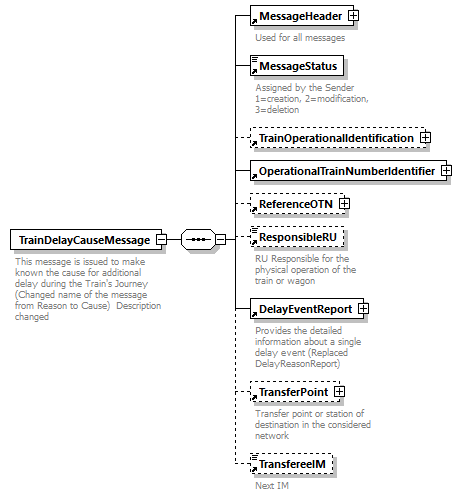 MessageHeader
Used for all messages
MessageStatus
Assigned by the Sender
1=creation, 2=modification,
3=deletion
TrainOperationalIdentification
OperationalTrainNumberIdentifier
ReferenceOTN
ResponsibleRU
RU Responsible for the
physical operation of the
train or wagon
TrainDelayCauseMessage
This message is issued to make
known the cause for additional
delay during the Train's Journey
(Changed name of the message
from Reason to Cause)  Description
changed
DelayEventReport
Provides the detailed
information about a single
delay event (Replaced
DelayReasonReport)
TransferPoint
Transfer point or station of
destination in the considered
network
TransfereeIM
Next IM